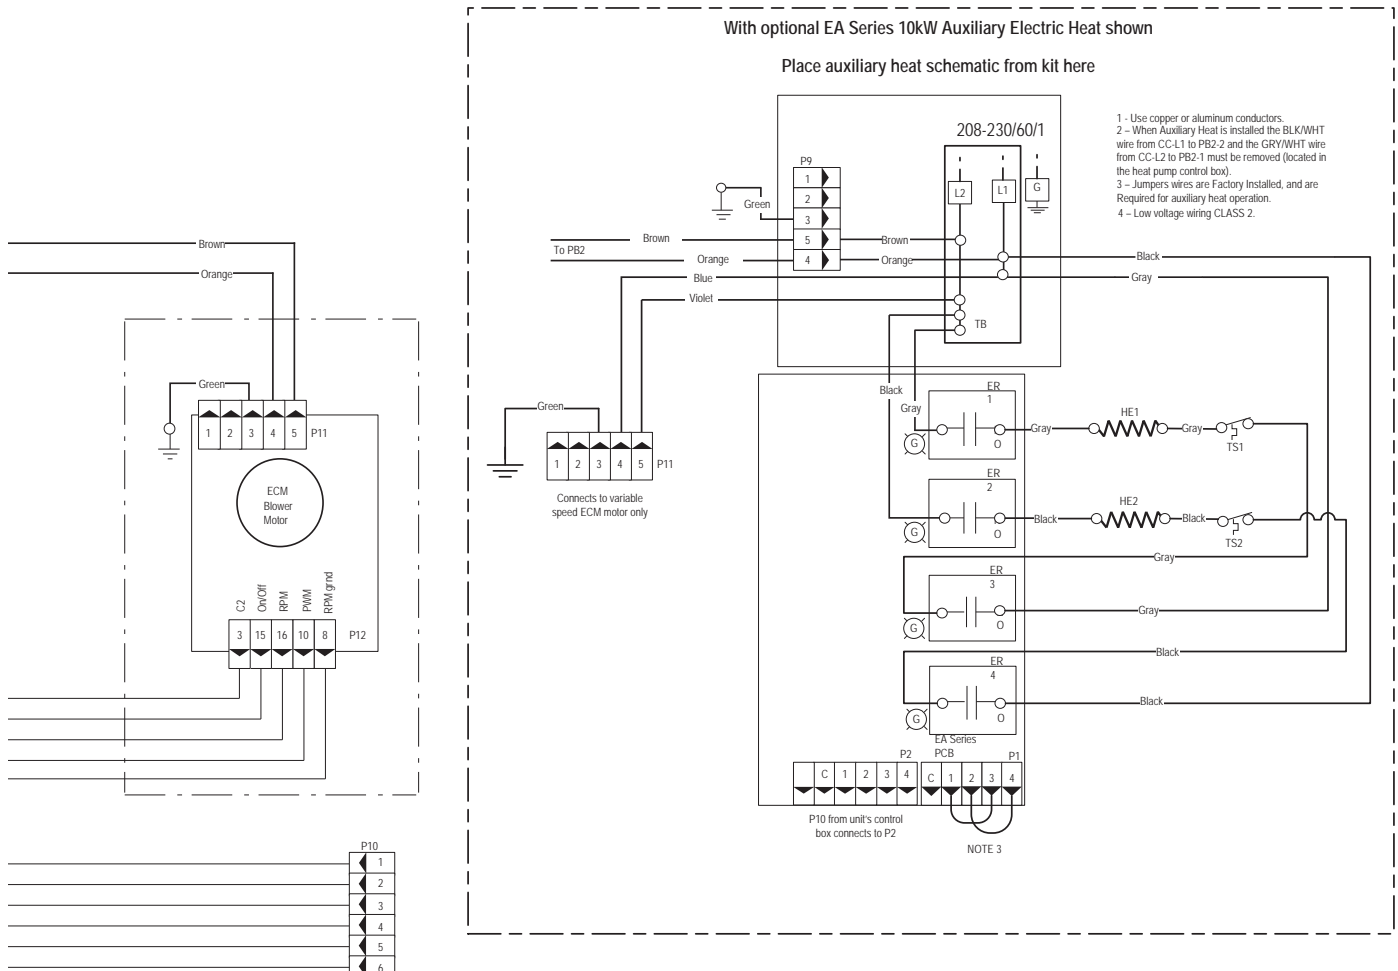 With optional EA Series 10kW Auxiliary Electric Heat shown
Place auxiliary heat schematic from kit here
208-230/60/1
1 - Use copper or aluminum conductors.
2 – When Auxiliary Heat is installed the BLK/WHT
wire from CC-L1 to PB2-2 and the GRY/WHT wire
from CC-L2 to PB2-1 must be removed (located in
the heat pump control box).
3 – Jumpers wires are Factory Installed, and are
Required for auxiliary heat operation.
4 – Low voltage wiring CLASS 2.
P9
1
2
3
5
4
L2
L1
G
Green
Brown
To PB2
Orange
Brown
Orange
Blue
Violet
Black
Gray
TB
Brown
Orange
Green
1
2
3
4
5
P11
ECM
Blower
Motor
C2
On/Off
RPM
PWM
RPM grnd
3
15
16
10
8
P12
Green
1
2
3
4
5
P11
Connects to variable
speed ECM motor only
Black
Gray
ER
1
G
O
Gray
HE1
Gray
TS1
ER
2
G
O
Black
HE2
Black
TS2
Gray
ER
3
G
O
Gray
Black
ER
4
G
O
Black
EA Series
PCB
P2
P1
C
1
2
3
4
C
1
2
3
4
P10 from unit's control
box connects to P2
NOTE 3
P10
1
2
3
4
5
6